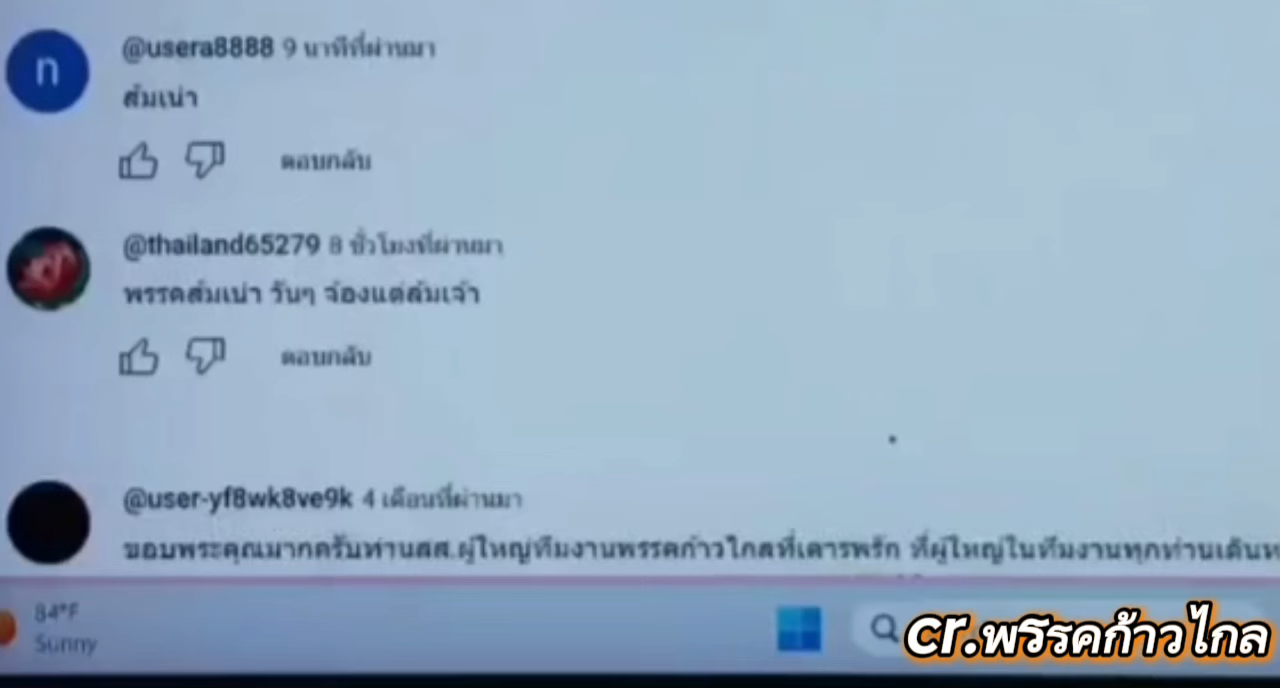 n
@usera8888 9 นาทีที่ผ่านมา
ส้มเน่า
ตอบกลับ
@thailand65279 8 ชั่วโมงที่ผ่านมา
พรรคส้มเน่า วันๆ จ้องแต่ล้มเจ้า
ตอบกลับ
@user-yf8wk8ve9k 4 เดือนที่ผ่านมา
ขอบพระคุณมากครับท่านสส.ผู้ใหญ่ทีมงานพรรคก้าวไกลที่เคารพรัก ที่ผู้ใหญ่ในทีมงานทุกท่านเดิน
84°F
Sunny
cr.พรรคก้าวไกล